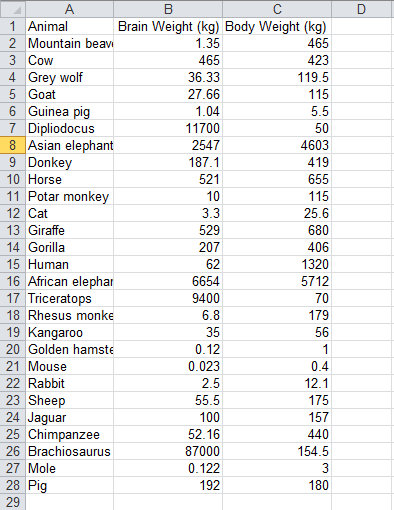 A B C D
1 Animal Brain Weight (kg) Body Weight (kg)
2 Mountain beav 1.35 465
3 Cow 465 423
4 Grey wolf 36.33 119.5
5 Goat 27.66 115
6 Guinea pig 1.04 5.5
7 Dipliodocus 11700 50
8 Asian elephant 2547 4603
9 Donkey 187.1 419
10 Horse 521 655
11 Potar monkey 10 115
12 Cat 3.3 25.6
13 Giraffe 529 680
14 Gorilla 207 406
15 Human 62 1320
16 African elephan 6654 5712
17 Triceratops 9400 70
18 Rhesus monke 6.8 179
19 Kangaroo 35 56
20 Golden hamste 0.12 1
21 Mouse 0.023 0.4
22 Rabbit 2.5 12.1
23 Sheep 55.5 175
24 Jaguar 100 157
25 Chimpanzee 52.16 440
26 Brachiosaurus 87000 154.5
27 Mole 0.122 3
28 Pig 192 180
29